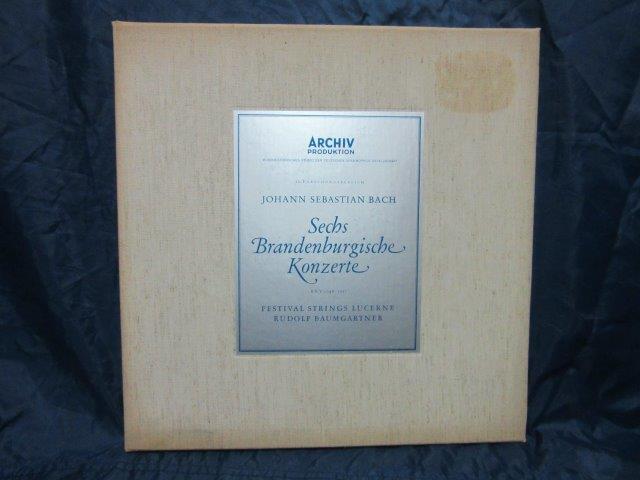 ARCHIV
PRODUKTION
JOHANN SEBASTIAN BACH
Sechs
Brandenburgische
Konzerte
FESTIVAL STRINGS LUCERNE
RUDOLF BAUMGARTNER